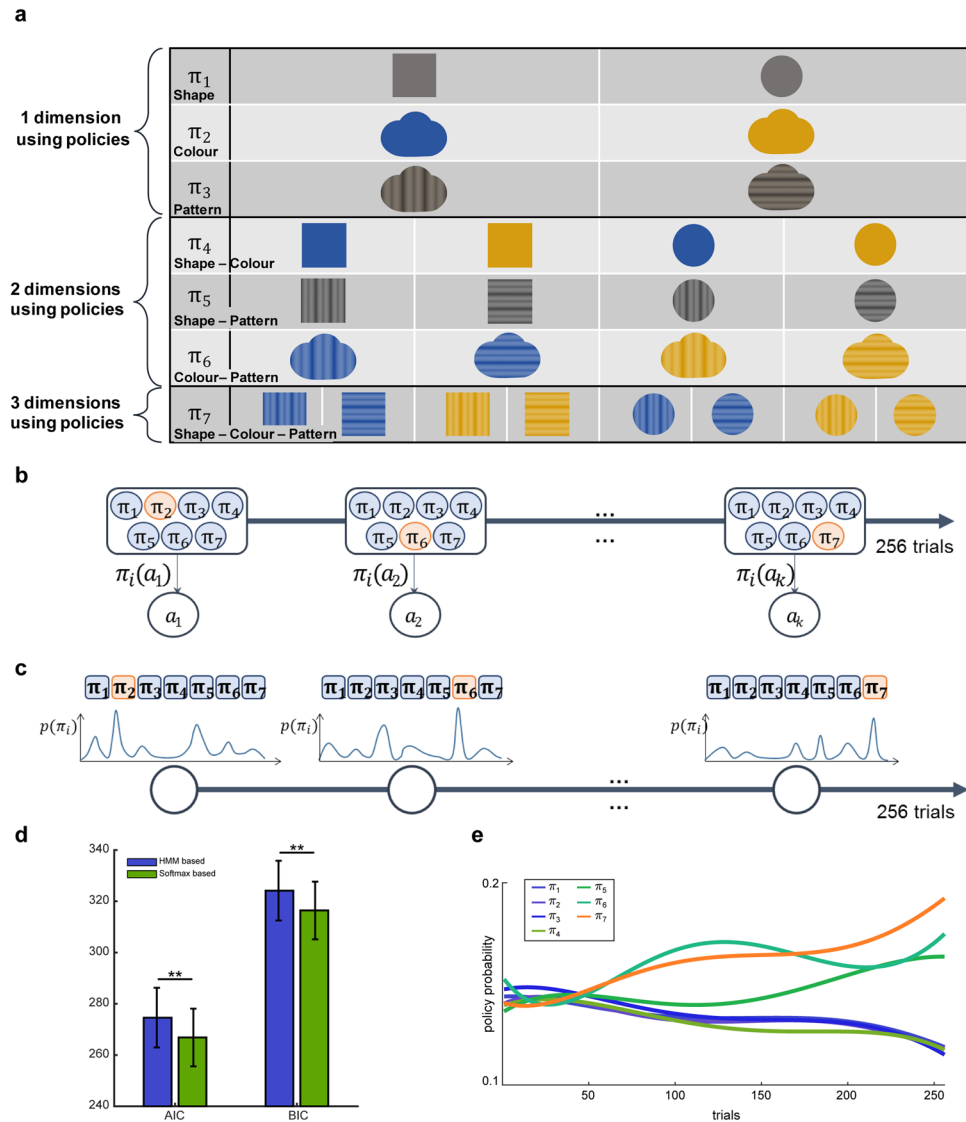 a
1 dimension
using policies
π1
Shape
π2
Colour
π3
Pattern
2 dimensions
using policies
π4
Shape – Colour
π5
Shape – Pattern
π6
Colour– Pattern
3 dimensions
using policies
π7
Shape – Colour - Pattern
b
π1 π2 π3 π4
π5 π6 π7
π1 π2 π3 π4
π5 π6 π7
...
...
π1 π2 π3 π4
π5 π6 π7
256 trials
πi(a1)
πi(a2)
πi(ak)
a1
a2
ak
c
π1 π2 π3 π4 π5 π6 π7
π1 π2 π3 π4 π5 π6 π7
π1 π2 π3 π4 π5 π6 π7
p(πi)
p(πi)
p(πi)
...
...
256 trials
d
340
320
300
280
260
240
HMM based
Softmax based
**
**
AIC
BIC
e
0.2
0.1
policy probability
π1
π2
π3
π4
π5
π6
π7
50
100
150
200
250
trials